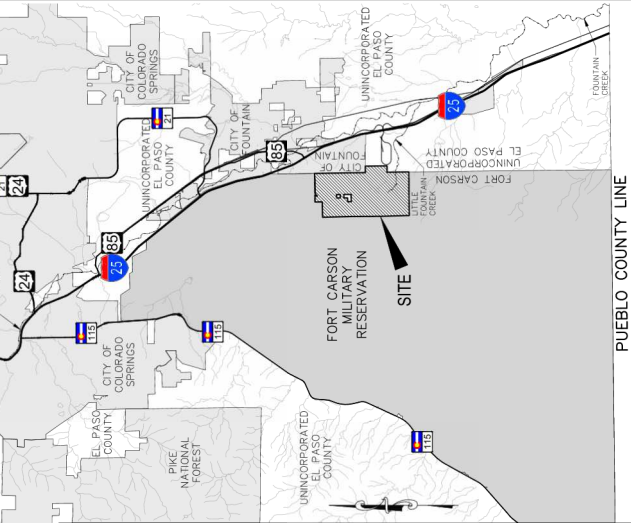 CITY OF
COLORADO
SPRINGS
UNINCORPORATED
EL PASO
COUNTY
21
24
21
UNINCORPORATED
EL PASO
COUNTY
CITY OF
FOUNTAIN
25
FOUNTAIN
CREEK
85
CITY OF
FOUNTAIN
UNINCORPORATED
EL PASO COUNTY
FORT CARSON
LITTLE
FOUNTAIN
CREEK
85
25
24
FORT CARSON
MILITARY
RESERVATION
SITE
115
115
CITY OF
COLORADO
SPRINGS
EL PASO
COUNTY
PIKE
NATIONAL
FOREST
UNINCORPORATED
EL PASO
COUNTY
115
PUEBLO COUNTY LINE